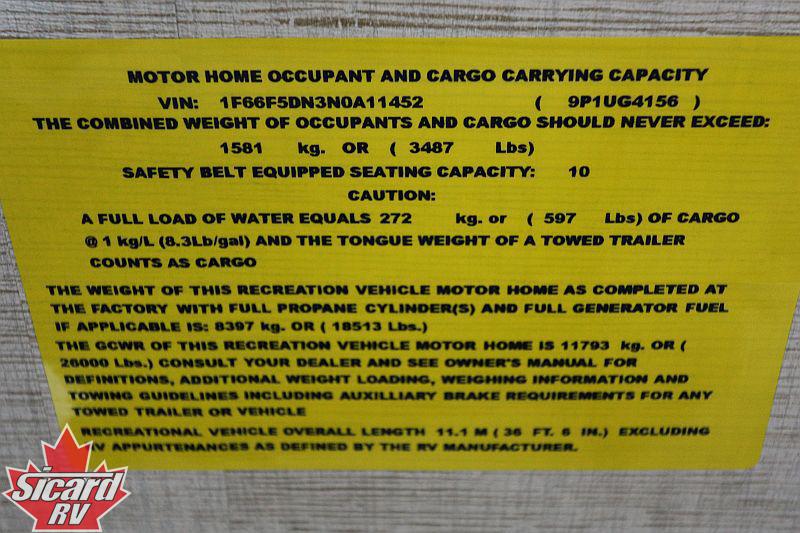 MOTOR HOME OCCUPANT AND CARGO CARRYING CAPACITY
VIN: 1F66F5DN3N0A11452 ( 9P1UG4156 )
THE COMBINED WEIGHT OF OCCUPANTS AND CARGO SHOULD NEVER EXCEED:
1581 kg. OR ( 3487 Lbs)
SAFETY BELT EQUIPPED SEATING CAPACITY: 10
CAUTION:
A FULL LOAD OF WATER EQUALS 272 kg. or ( 597 Lbs) OF CARGO
@ 1 kg/L (8.3Lb/gal) AND THE TONGUE WEIGHT OF A TOWED TRAILER
COUNTS AS CARGO
THE WEIGHT OF THIS RECREATION VEHICLE MOTOR HOME AS COMPLETED AT
THE FACTORY WITH FULL PROPANE CYLINDER(S) AND FULL GENERATOR FUEL
IF APPLICABLE IS: 8397 kg. OR ( 18513 Lbs.)
THE GCWR OF THIS RECREATION VEHICLE MOTOR HOME IS 11793 kg. OR (
26000 Lbs.) CONSULT YOUR DEALER AND SEE OWNER'S MANUAL FOR
DEFINITIONS, ADDITIONAL WEIGHT LOADING, WEIGHING INFORMATION AND
TOWING GUIDELINES INCLUDING AUXILLIARY BRAKE REQUIREMENTS FOR ANY
TOWED TRAILER OR VEHICLE
RECREATIONAL VEHICLE OVERALL LENGTH 11.1 M ( 36 FT. 6 IN.) EXCLUDING
RV APPURTENANCES AS DEFINED BY THE RV MANUFACTURER.
Sicard
RV